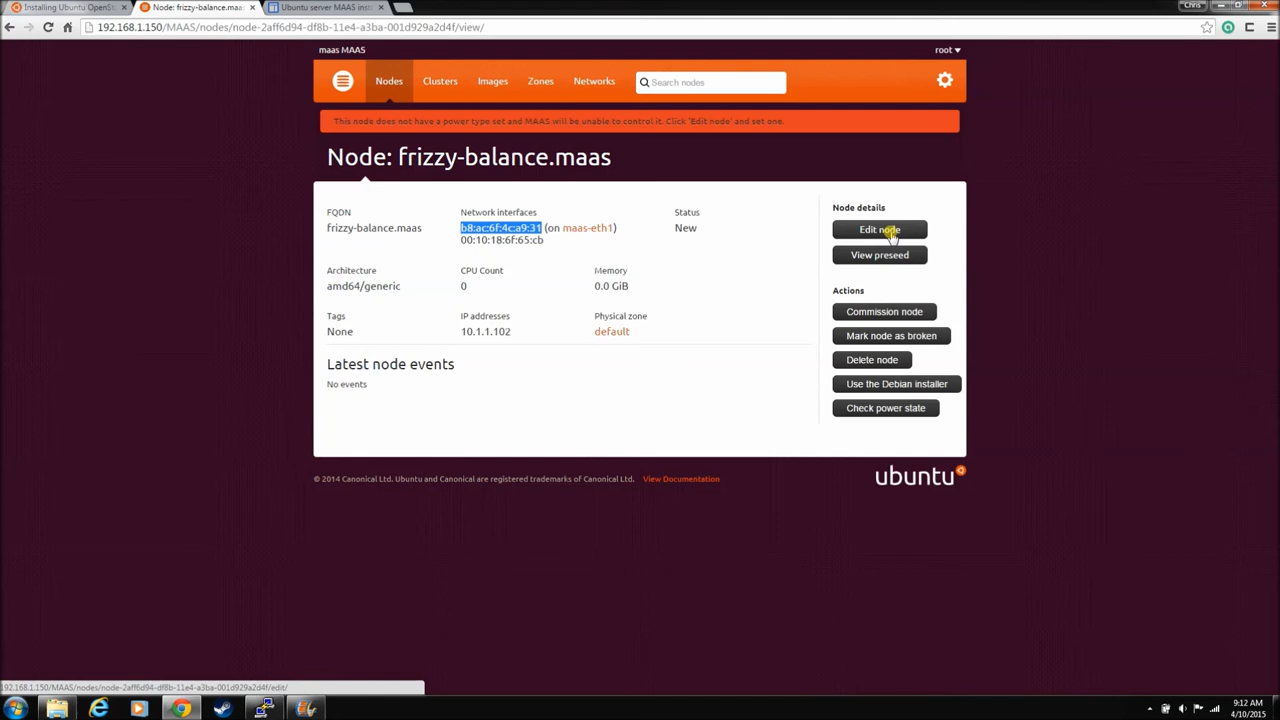 Installing Ubuntu OpenSt
Node: frizzy-balance.maas
Ubuntu server MAAS inst
Chris
192.168.1.150/MAAS/nodes/node-2aff6d94-df8b-11e4-a3ba-001d929a2d4f/view/
maas MAAS
root
Nodes
Clusters
Images
Zones
Networks
Search nodes
This node does not have a power type set and MAAS will be unable to control it. Click 'Edit node' and set one.
Node: frizzy-balance.maas
FQDN
frizzy-balance.maas
Network interfaces
b8:ac:6f:4c:a9:31 (on maas-eth1)
00:10:18:6f:65:cb
Status
New
Architecture
amd64/generic
CPU Count
0
Memory
0.0 GiB
Tags
None
IP addresses
10.1.1.102
Physical zone
default
Latest node events
No events
Node details
Edit node
View preseed
Actions
Commission node
Mark node as broken
Delete node
Use the Debian installer
Check power state
© 2014 Canonical Ltd. Ubuntu and Canonical are registered trademarks of Canonical Ltd.
View Documentation
ubuntu
192.168.1.150/MAAS/nodes/node-2aff6d94-df8b-11e4-a3ba-001d929a2d4f/edit/
9:12 AM
4/10/2015